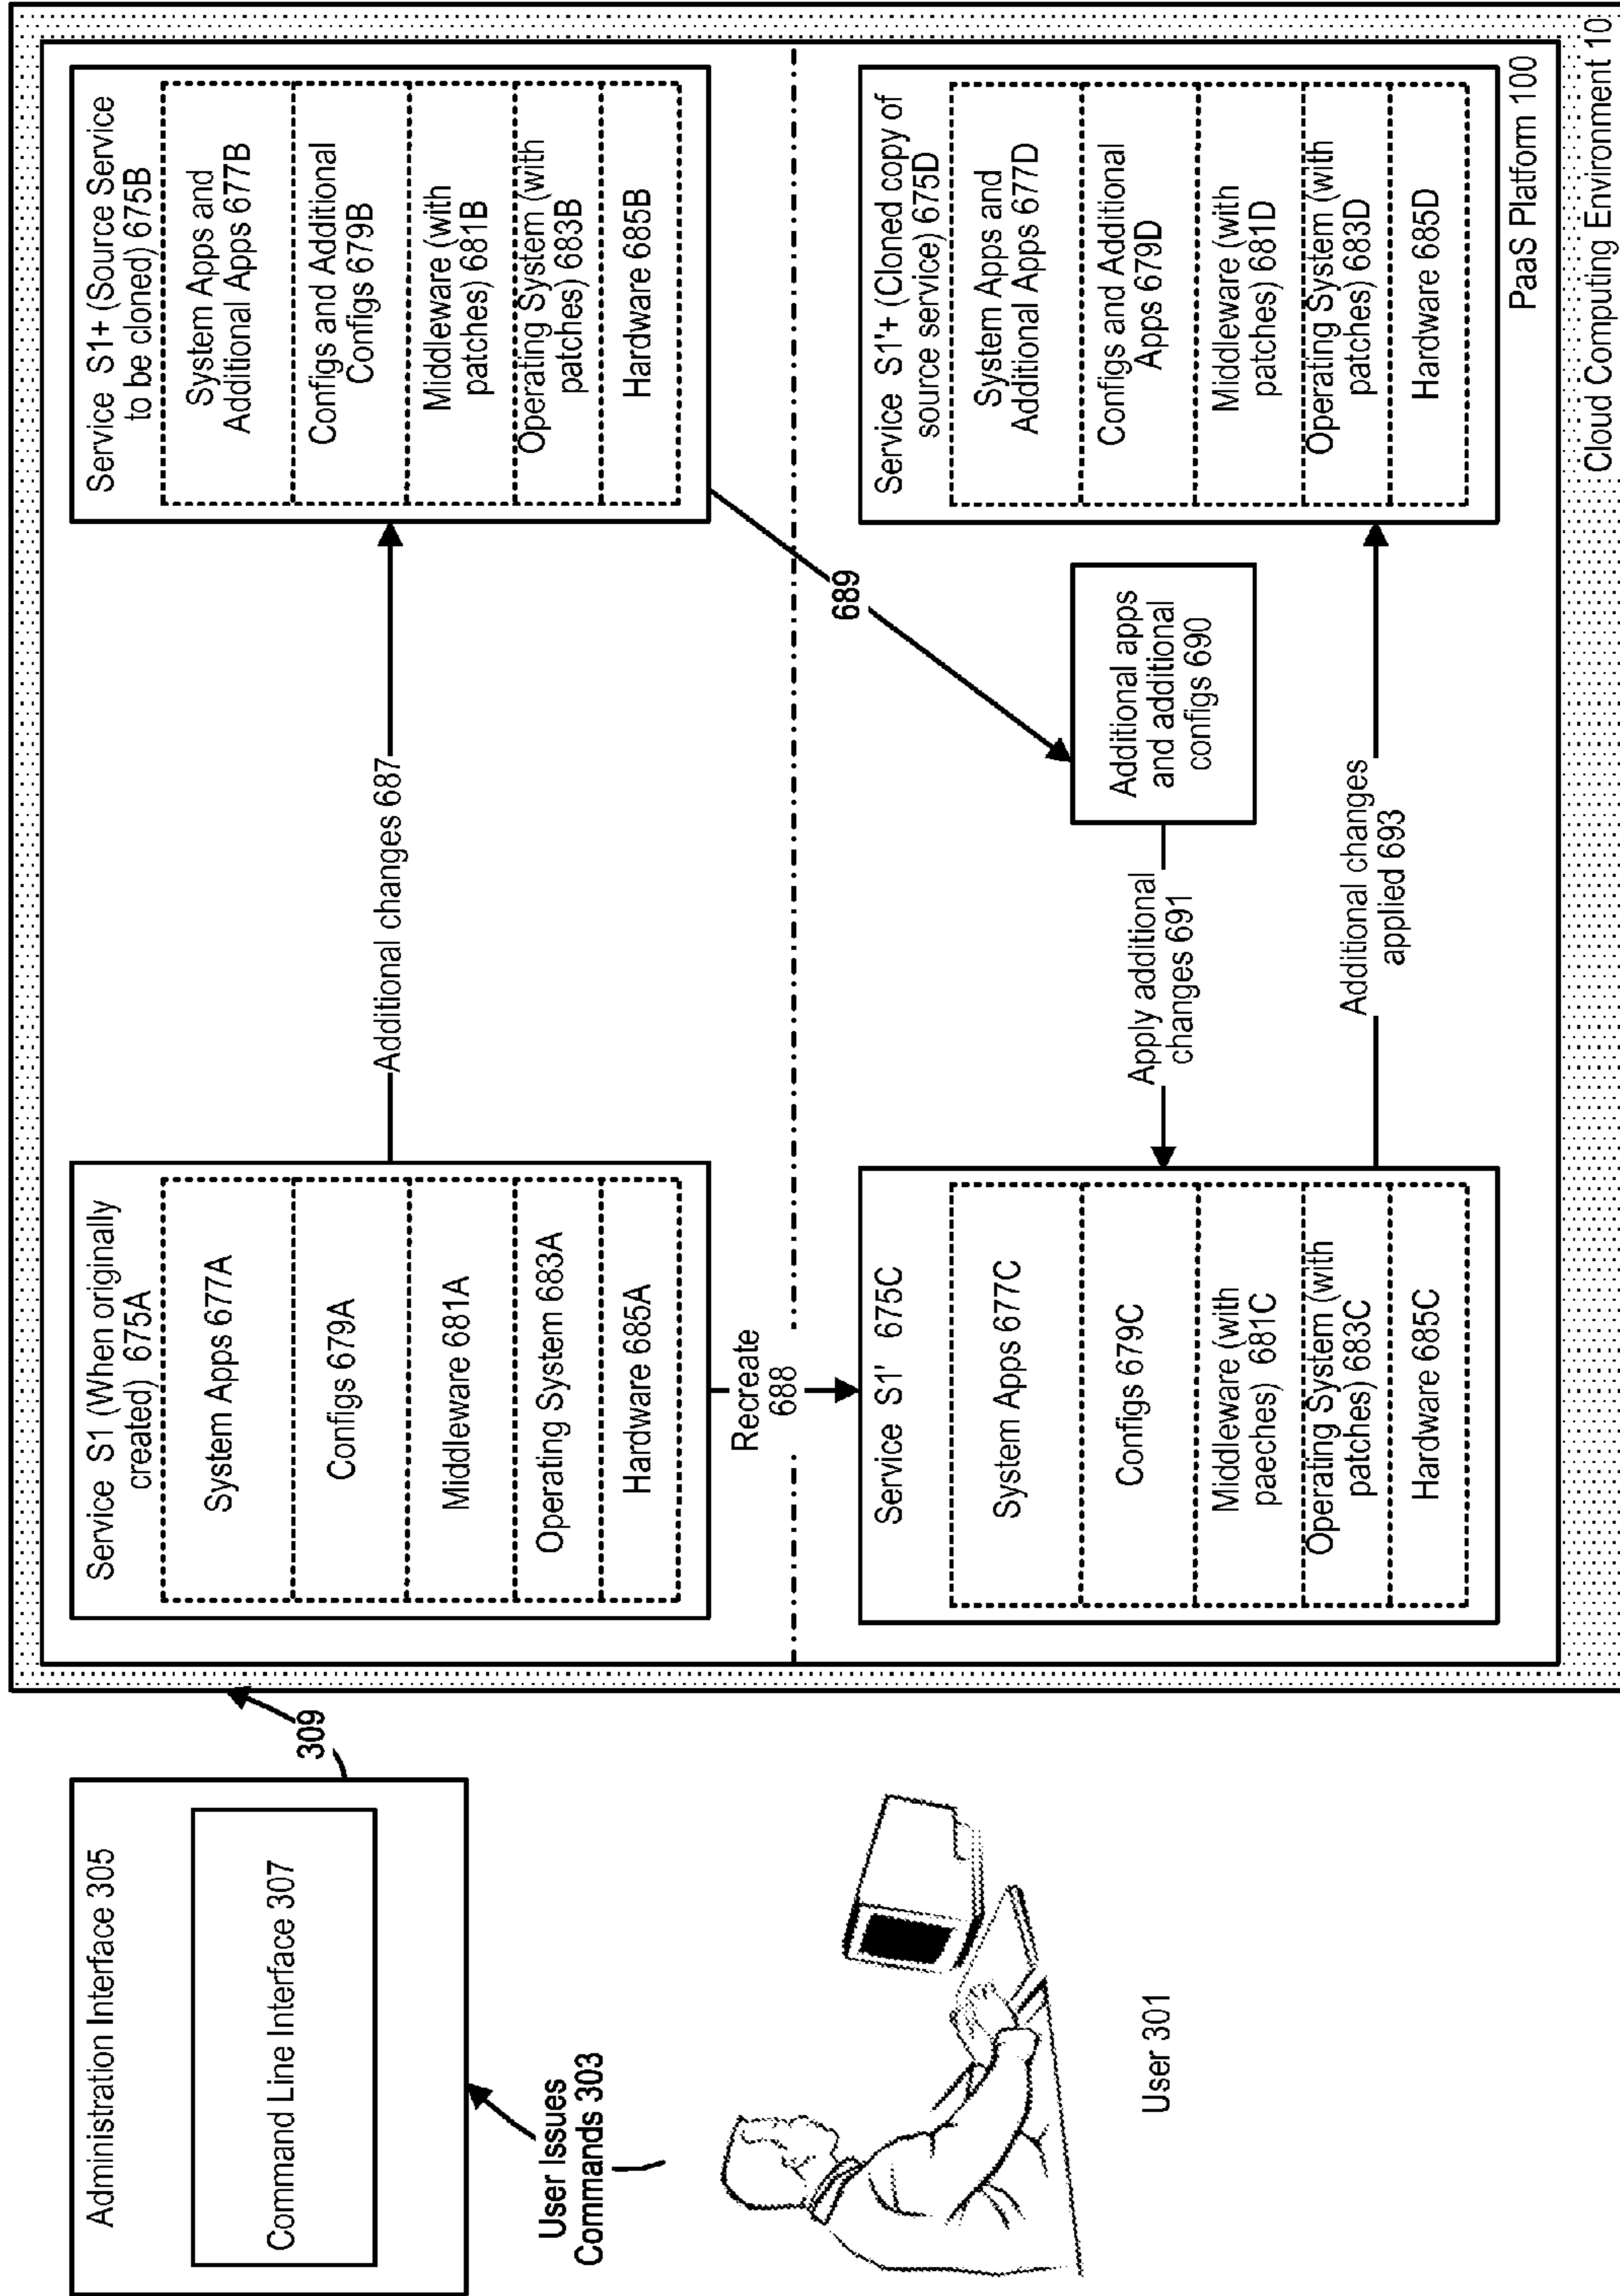 Administration Interface 305
Command Line Interface 307
309
User Issues
Commands 303
User 301
Service S1 (When originally
created) 675A
System Apps 677A
Configs 679A
Middleware 681A
Operating System 683A
Hardware 685A
Additional changes 687
Service S1+ (Source Service
to be cloned) 675B
System Apps and
Additional Apps 677B
Configs and Additional
Configs 679B
Middleware (with
patches) 681B
Operating System (with
patches) 683B
Hardware 685B
Recreate
688
689
Service S1' 675C
System Apps 677C
Configs 679C
Middleware (with
paeches) 681C
Operating System (with
patches) 683C
Hardware 685C
Apply additional
changes 691
Additional apps
and additional
configs 690
Additional changes
applied 693
Service S1'+ (Cloned copy of
source service) 675D
System Apps and
Additional Apps 677D
Configs and Additional
Apps 679D
Middleware (with
patches) 681D
Operating System (with
patches) 683D
Hardware 685D
PaaS Platform 100
Cloud Computing Environment 10